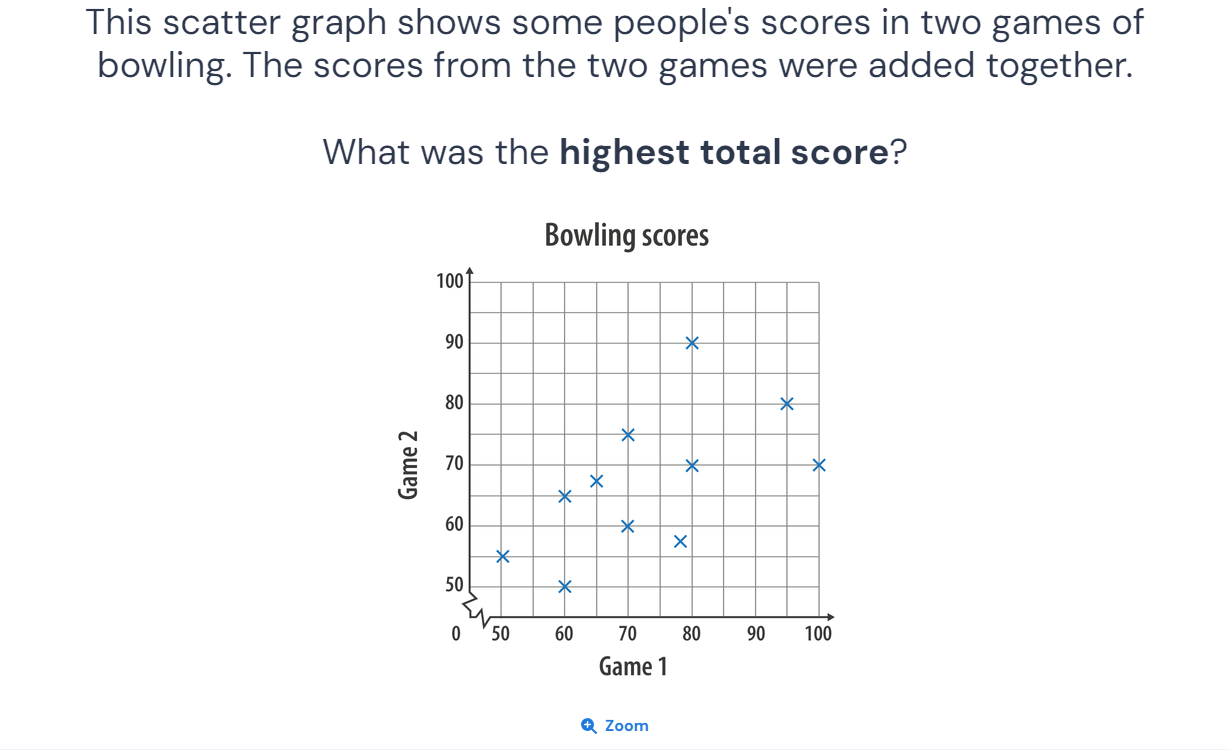 This scatter graph shows some people's scores in two games of
bowling. The scores from the two games were added together.
What was the highest total score?
Bowling scores
100
90
80
70
60
50
Game 2
0 50 60 70 80 90 100
Game 1
Zoom